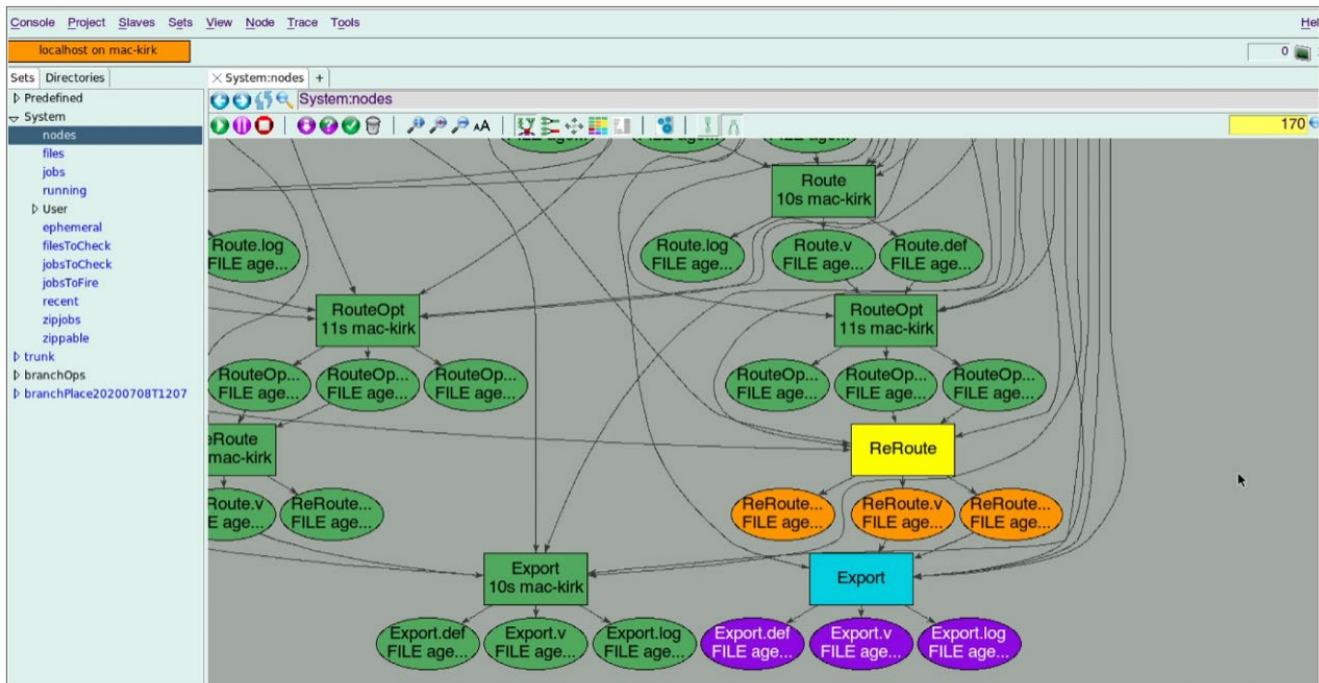 Console Project Slaves Sets View Node Trace Tools
localhost on mac-kirk
0
Sets Directories
System:nodes +
Predefined
System:nodes
System
nodes
170
files
jobs
running
User
ephemeral
filesToCheck
jobsToCheck
jobsToFire
recent
zipjobs
zippable
trunk
branchOps
branchPlace20200708T1207
AA
FILE age...
Route
10s mac-kirk
Route.log
FILE age...
Route.log
FILE age...
Route.v
FILE age...
Route.def
FILE age...
RouteOpt
11s mac-kirk
RouteOpt
11s mac-kirk
RouteOp...
FILE age...
RouteOp...
FILE age...
RouteOp...
FILE age...
RouteOp...
FILE age...
RouteOp...
FILE age...
RouteOp...
FILE age...
eRoute
mac-kirk
ReRoute
Route.v
E age...
ReRoute...
FILE age...
ReRoute...
FILE age...
ReRoute.v
FILE age...
ReRoute...
FILE age...
Export
10s mac-kirk
Export
Export.def
FILE age...
Export.v
FILE age...
Export.log
FILE age...
Export.def
FILE age...
Export.v
FILE age...
Export.log
FILE age...